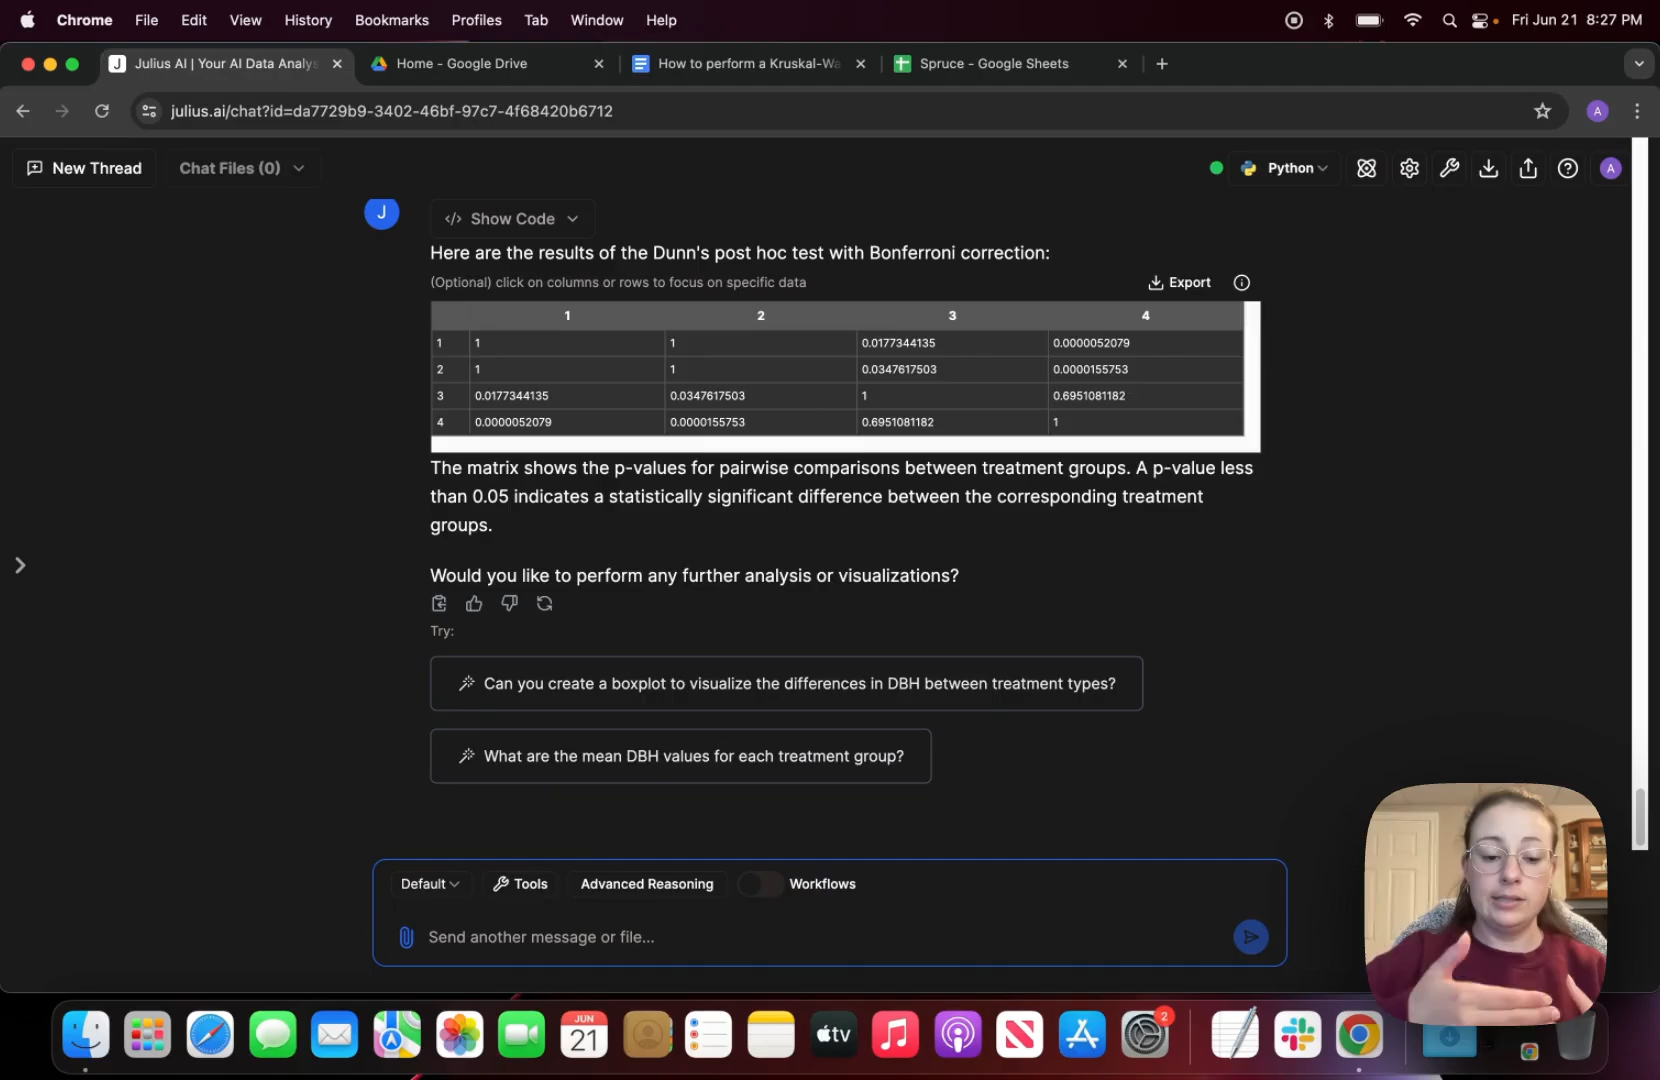 Chrome File Edit View History Bookmarks Profiles Tab Window Help Fri Jun 21 8:27 PM
J Julius AI | Your AI Data Analys Home - Google Drive How to perform a Kruskal-Wa Spruce - Google Sheets
julius.ai/chat?id=da7729b9-3402-46bf-97c7-4f68420b6712 A
New Thread Chat Files (0) Python A
J Show Code
Here are the results of the Dunn's post hoc test with Bonferroni correction:
(Optional) click on columns or rows to focus on specific data Export
1 2 3 4
1 1 1 0.0177344135 0.0000052079
2 1 1 0.0347617503 0.0000155753
3 0.0177344135 0.0347617503 1 0.6951081182
4 0.0000052079 0.0000155753 0.6951081182 1
The matrix shows the p-values for pairwise comparisons between treatment groups. A p-value less
than 0.05 indicates a statistically significant difference between the corresponding treatment
groups.
Would you like to perform any further analysis or visualizations?
Try:
Can you create a boxplot to visualize the differences in DBH between treatment types?
What are the mean DBH values for each treatment group?
Default Tools Advanced Reasoning Workflows
Send another message or file...
JUN
21
tv
2